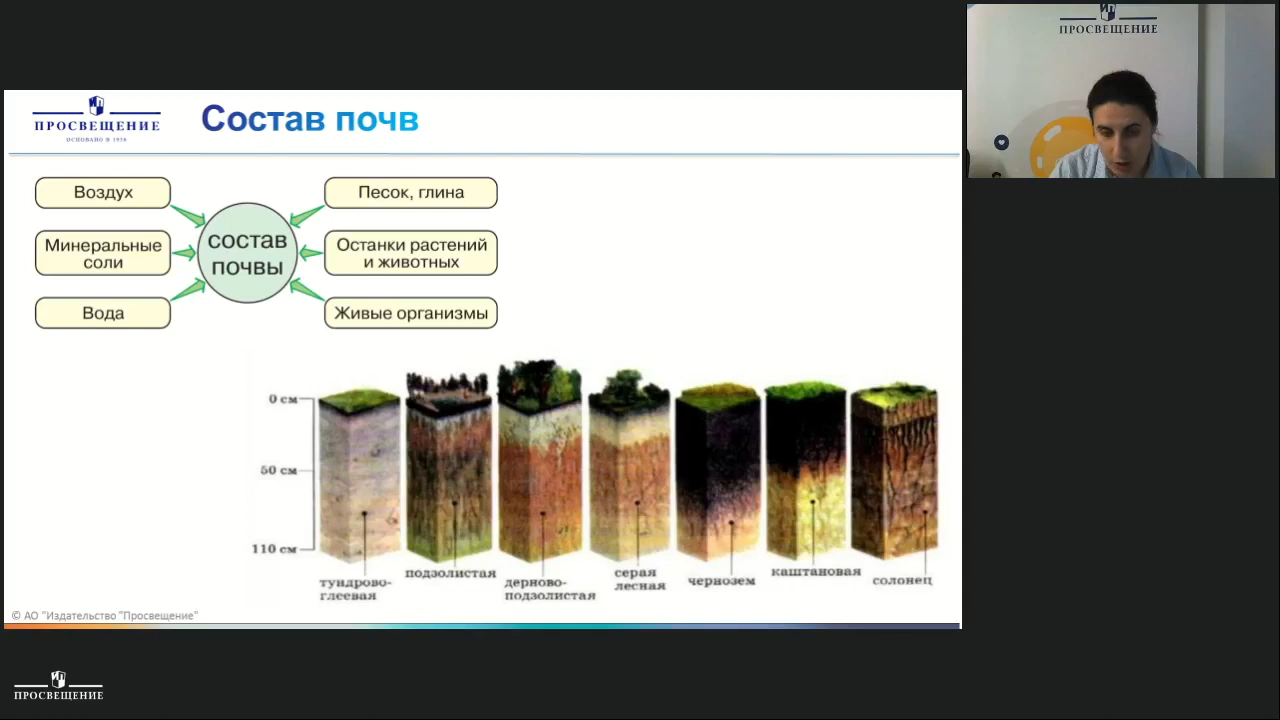 ПРОСВЕЩЕНИЕ
ПРОСВЕЩЕНИЕ
ОСНОВАНО В 1930
Состав почв
Воздух
Песок, глина
состав
почвы
Минеральные
соли
Останки растений
и животных
Вода
Живые организмы
0 см
50 см
110 см
тундрово-
глеевая
подзолистая
дерново-
подзолистая
серая
лесная
чернозем
каштановая
солонец
© АО "Издательство "Просвещение"
ПРОСВЕЩЕНИЕ